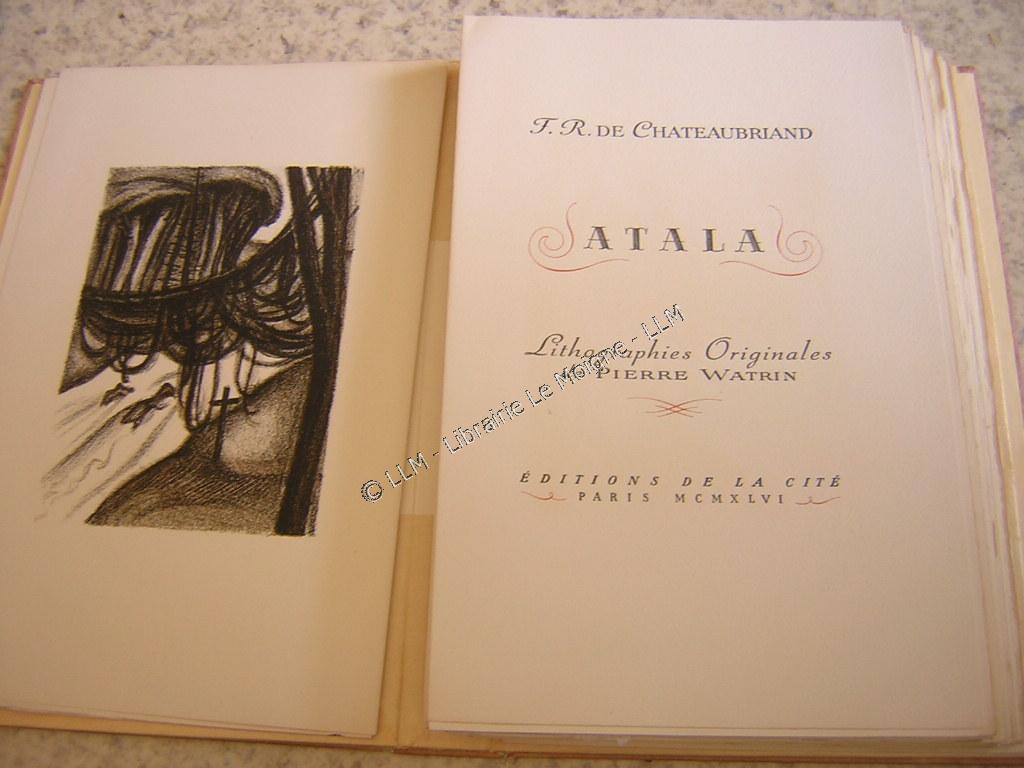 F. R. DE CHATEAUBRIAND
ATALA
Lithographies Originales
PIERRE WATRIN
ÉDITIONS DE LA CITÉ
PARIS MCMXLVI
© LLM - Librairie Le Moigne - LLM